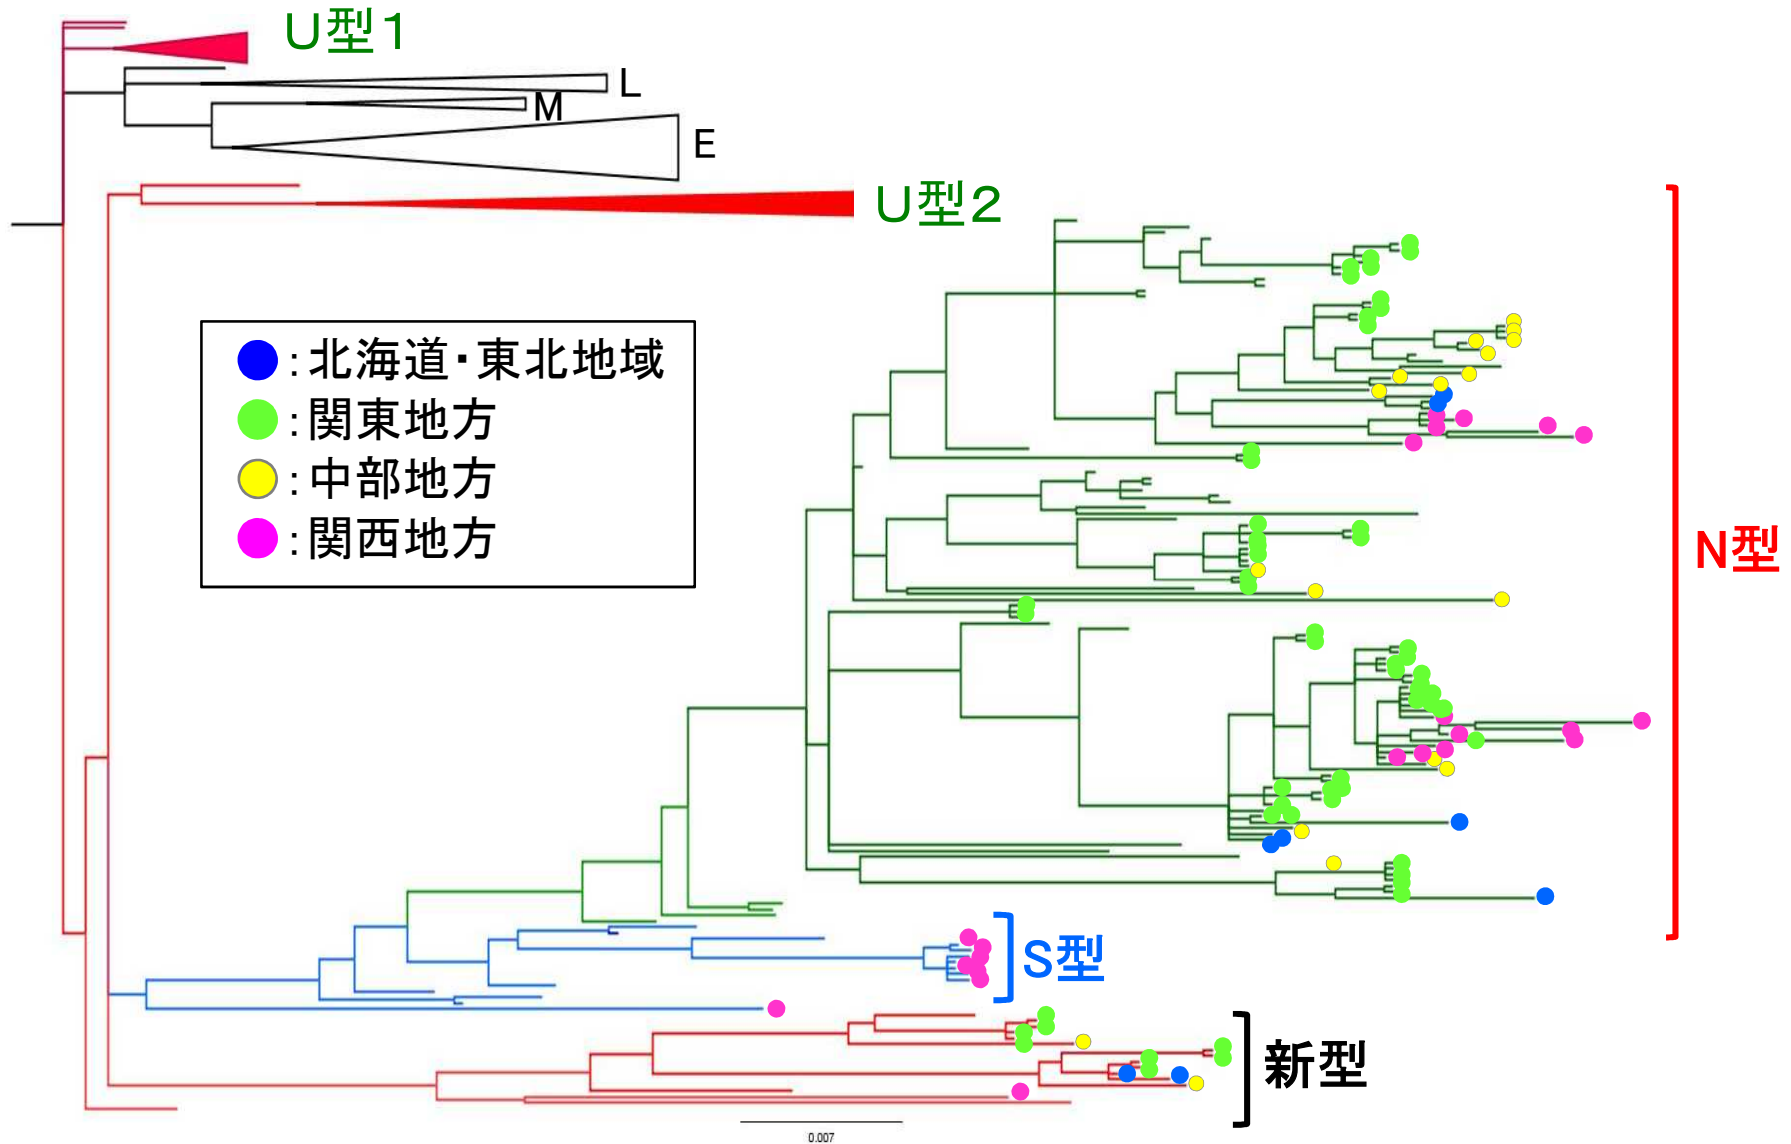 U型1
L
M
E
U型2
：北海道・東北地域
：関東地方
：中部地方
：関西地方
N型
S型
新型
0.007